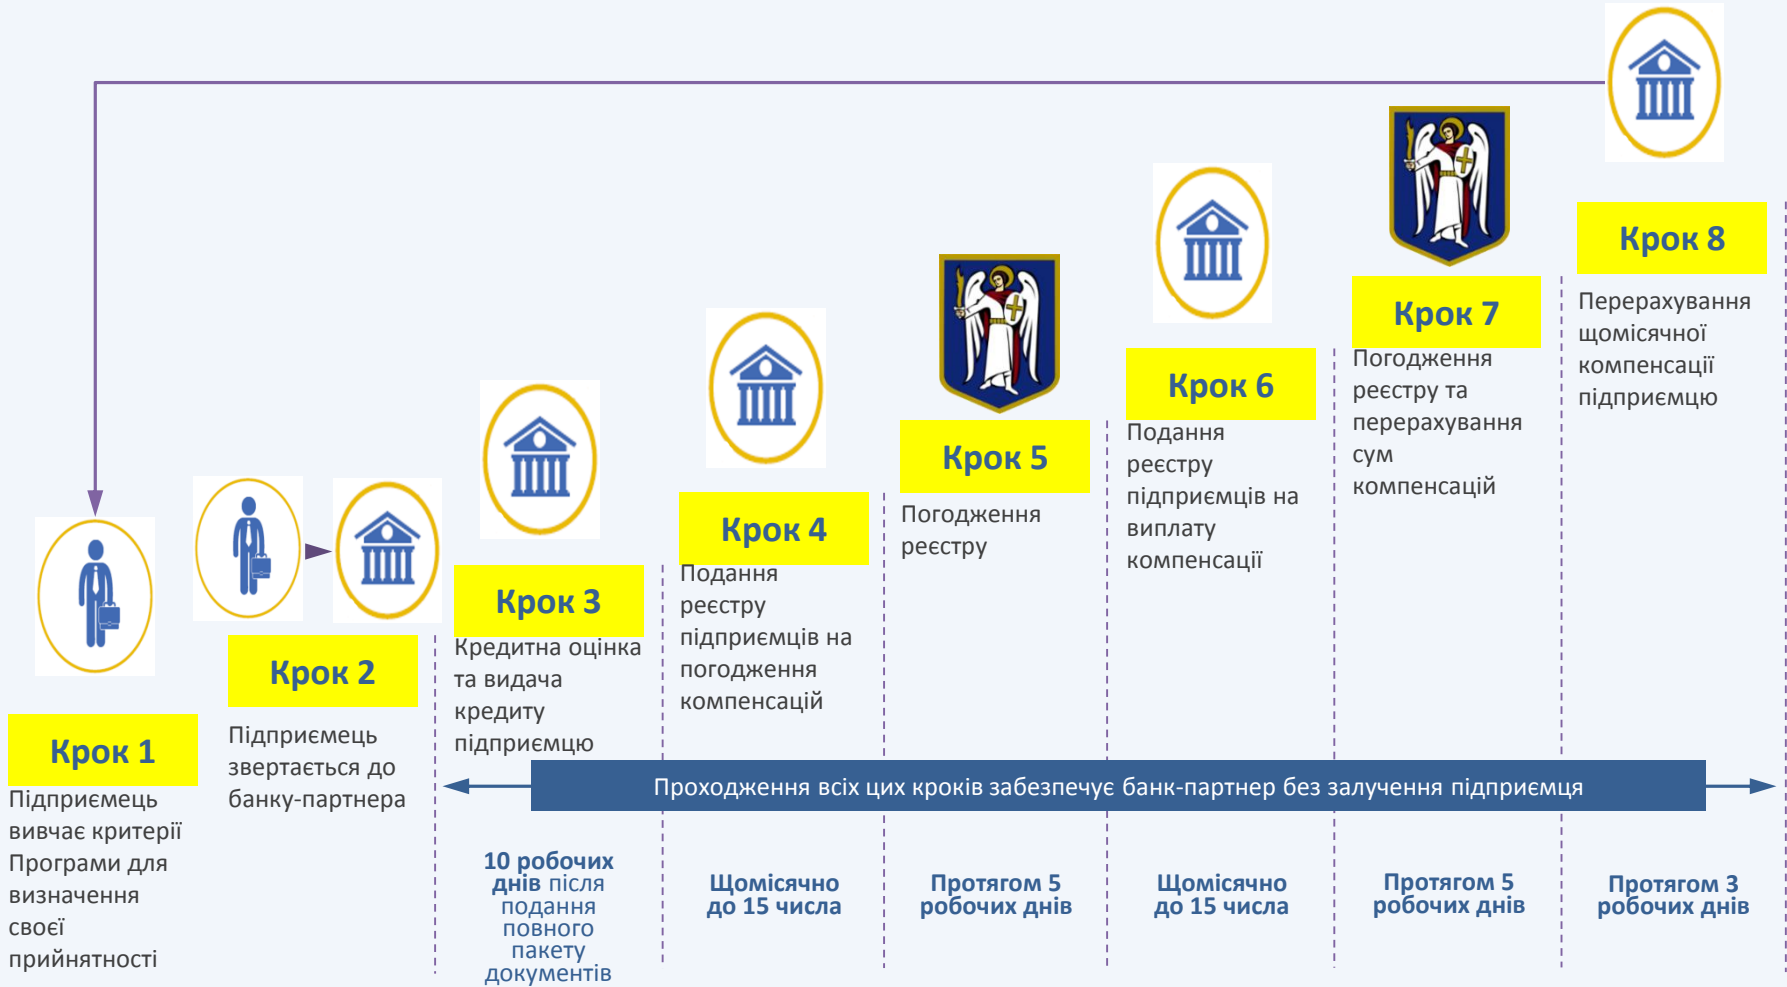 Крок 1
Підприємець
вивчає критерії
Програми для
визначення
своєї
прийнятності
Крок 2
Підприємець
звертається до
банку-партнера
Крок 3
Кредитна оцінка
та видача
кредиту
підприємцю
Крок 4
Подання
реєстру
підприємців на
погодження
компенсацій
Крок 5
Погодження
реєстру
Крок 6
Подання
реєстру
підприємців на
виплату
компенсації
Крок 7
Погодження
реєстру та
перерахування
сум
компенсацій
Крок 8
Перерахування
щомісячної
компенсації
підприємцю
Проходження всіх цих кроків забезпечує банк-партнер без залучення підприємця
10 робочих
днів після
подання
повного
пакету
документів
Щомісячно
до 15 числа
Протягом 5
робочих днів
Щомісячно
до 15 числа
Протягом 5
робочих днів
Протягом 3
робочих днів